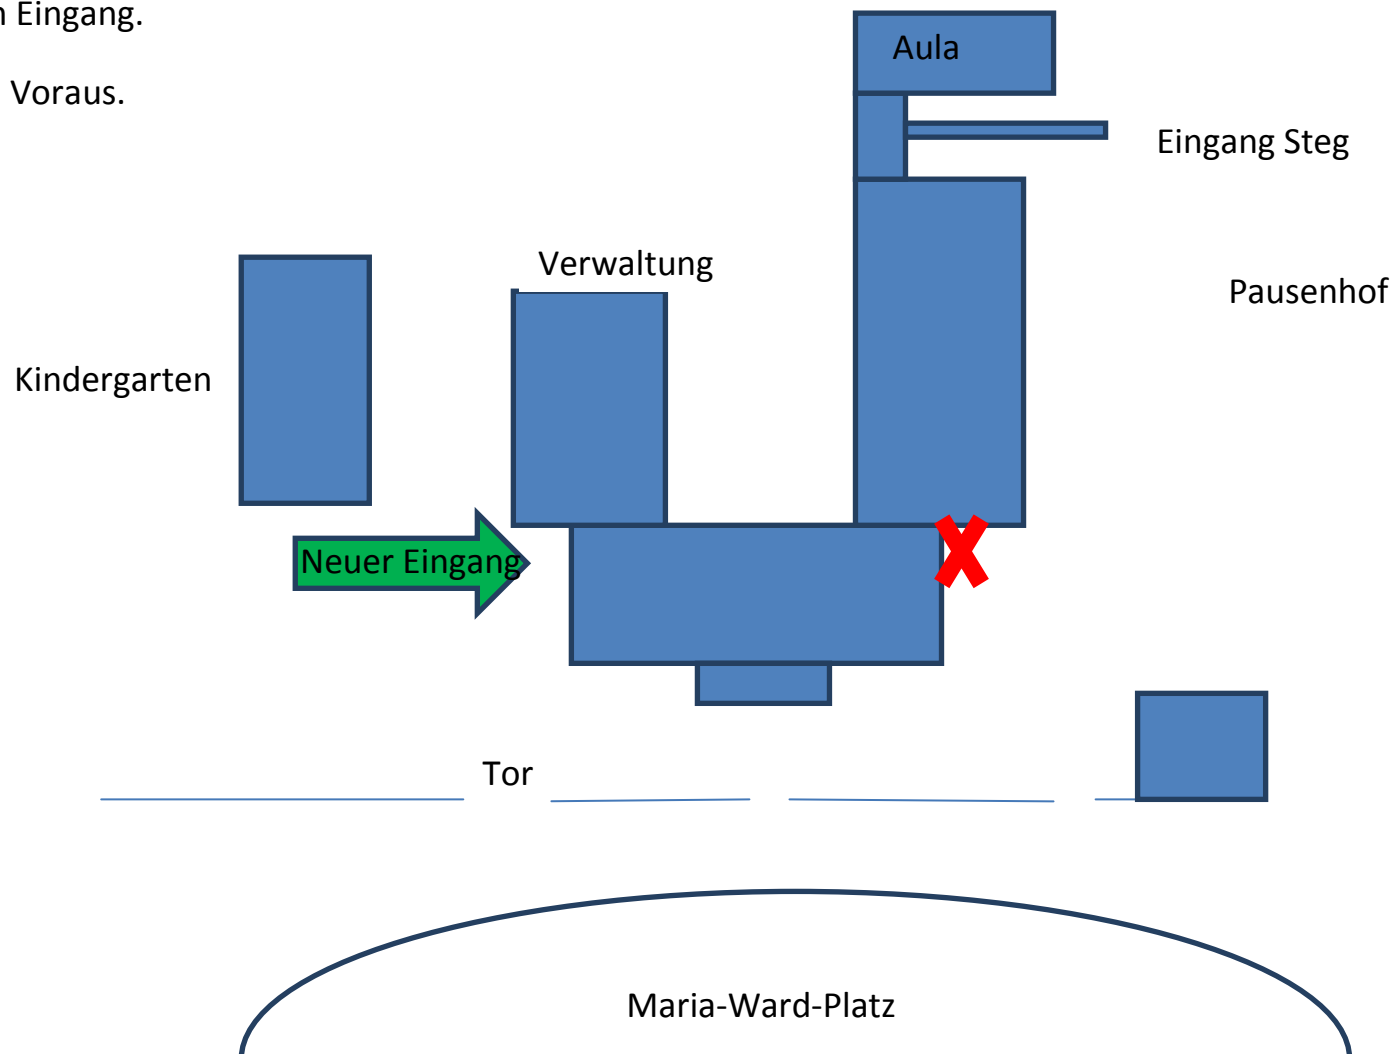 Eingang.
Voraus.
Aula
Eingang Steg
Verwaltung
Pausenhof
Kindergarten
Neuer Eingang
Tor
Maria-Ward-Platz